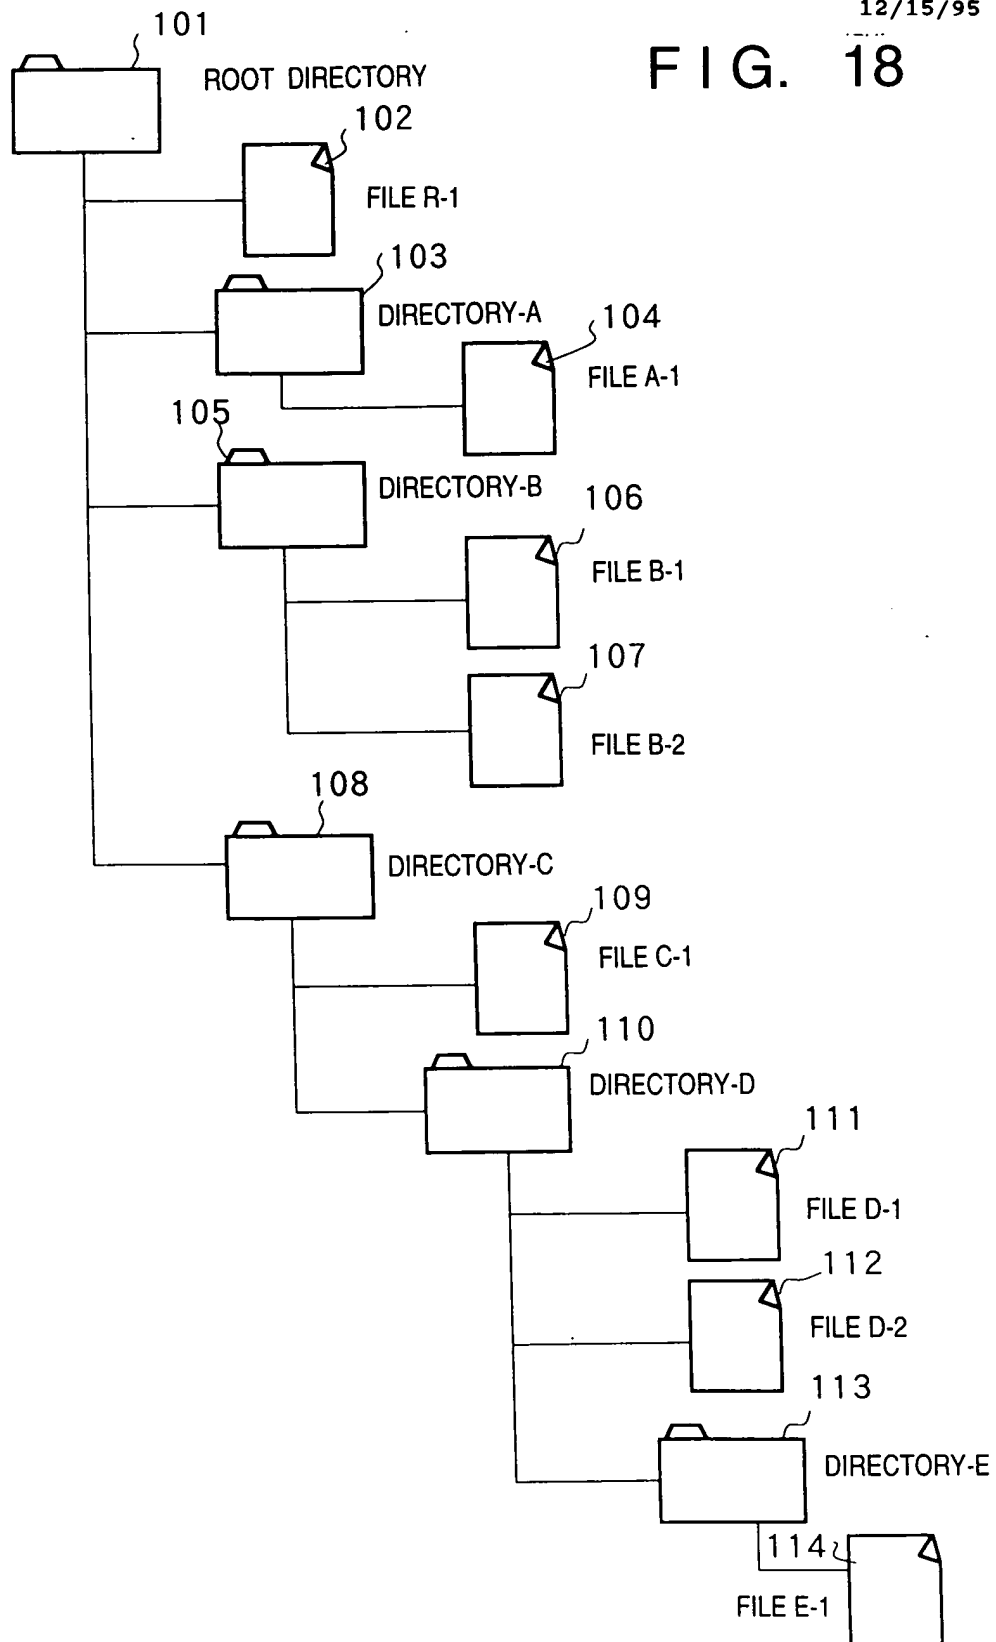 12/15/95
FIG. 18
101
ROOT DIRECTORY
102
FILE R-1
103
DIRECTORY-A
104
FILE A-1
105
DIRECTORY-B
106
FILE B-1
107
FILE B-2
108
DIRECTORY-C
109
FILE C-1
110
DIRECTORY-D
111
FILE D-1
112
FILE D-2
113
DIRECTORY-E
114
FILE E-1